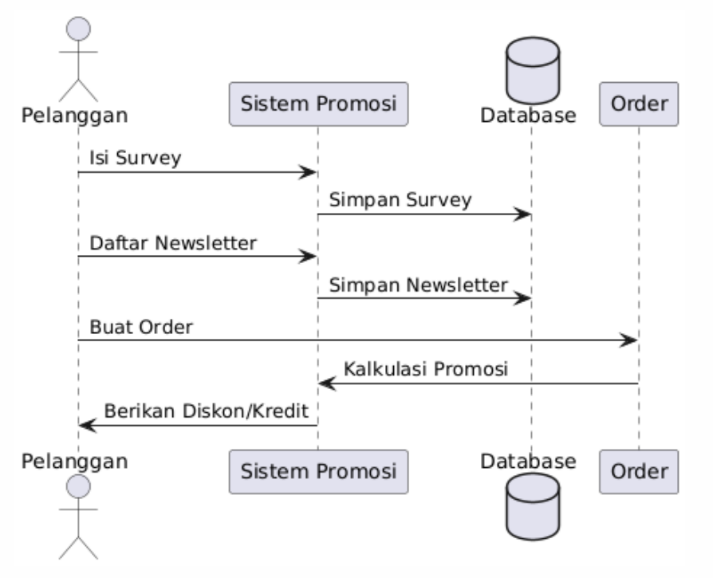 Pelanggan
Sistem Promosi
Database
Order
Isi Survey
Simpan Survey
Daftar Newsletter
Simpan Newsletter
Buat Order
Kalkulasi Promosi
Berikan Diskon/Kredit
Pelanggan
Sistem Promosi
Database
Order